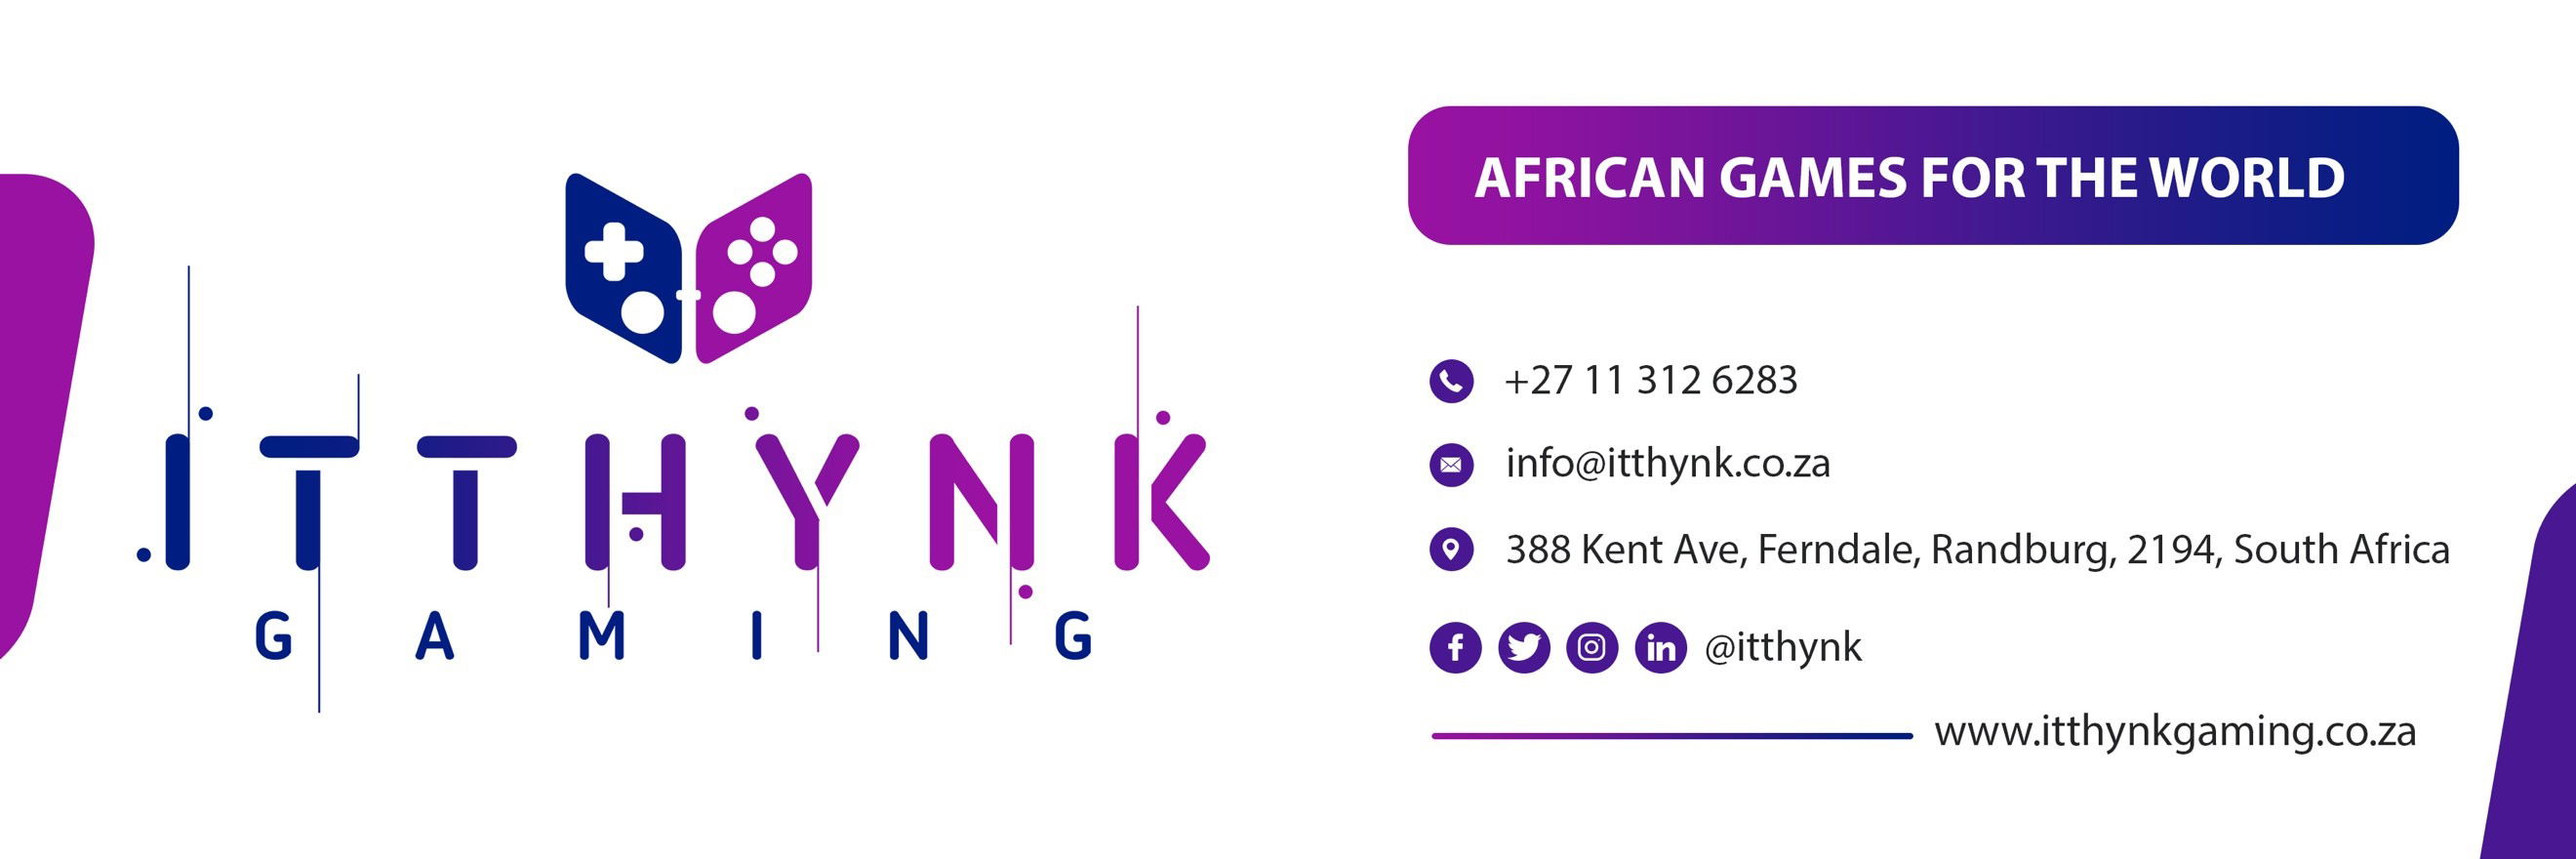 ITTHYNK
GAMING
AFRICAN GAMES FOR THE WORLD
+27 11 312 6283
info@itthynk.co.za
388 Kent Ave, Ferndale, Randburg, 2194, South Africa
@itthynk
www.itthynkgaming.co.za